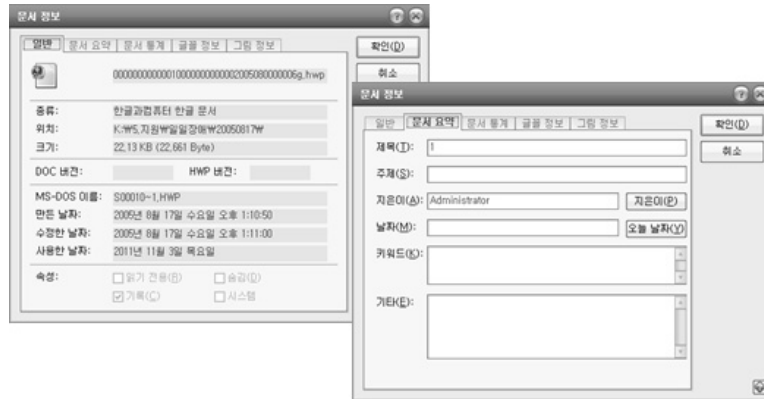 문서 정보
일반 문서 요약 문서 통계 글꼴 정보 그림 정보
확인(D)
취소
종류: 한글과컴퓨터 한글 문서
위치: K:₩5,지원₩일일장애₩20050817₩
크기: 22,13 KB (22,661 Byte)
DOC 버전: HWP 버전:
MS-DOS 이름: S00010~1,HWP
만든 날짜: 2005년 8월 17일 수요일 오후 1:10:50
수정한 날짜: 2005년 8월 17일 수요일 오후 1:11:00
사용한 날짜: 2011년 11월 3일 목요일
속성: 읽기 전용(R) 숨김(D)
기록(C) 시스템
문서 정보
일반 문서 요약 문서 통계 글꼴 정보 그림 정보
확인(D)
취소
제목(T): 1
주제(S):
지은이(A): Administrator 지은이(P)
날짜(M): 오늘 날짜(Y)
키워드(K):
기타(E):